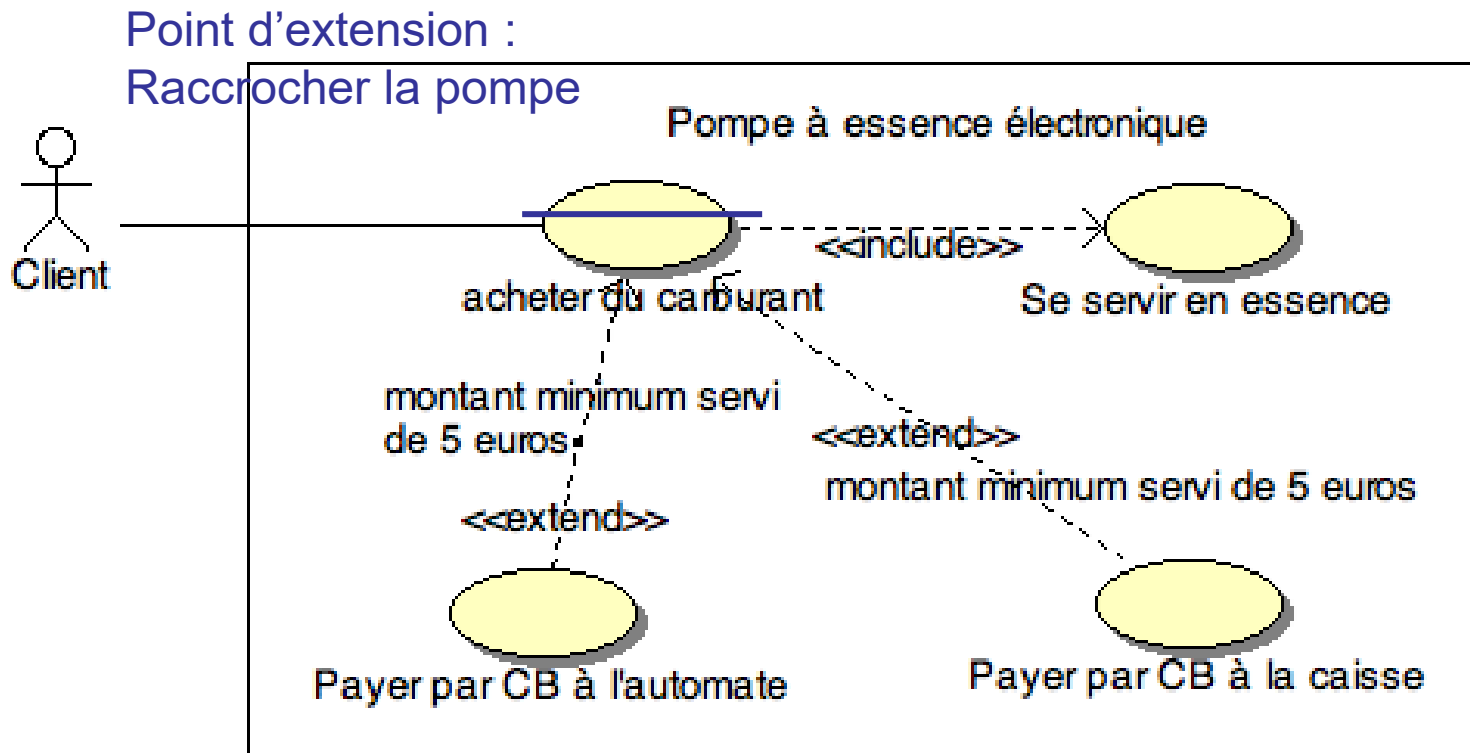 Point d'extension :
Raccrocher la pompe
Pompe à essence électronique
Client
<<include>>
acheter du carburant
Se servir en essence
montant minimum servi
de 5 euros
<<extend>>
montant minimum servi de 5 euros
<<extend>>
Payer par CB à l'automate
Payer par CB à la caisse